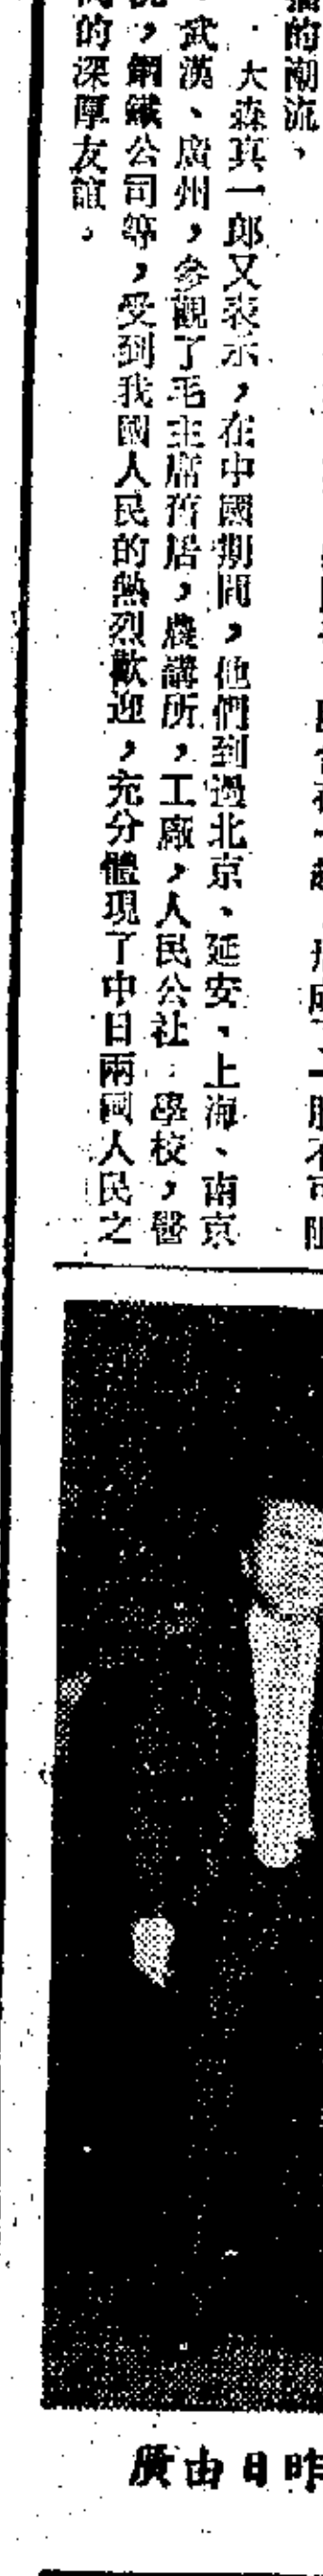 的潮流，
大森真一郎又表示，在中國期間，他們到過北京、延安、上海、南京
、武漢、廣州，參觀了毛主席舊居，農講所，工廠，人民公社，學校，醫
院，鋼鐵公司等，受到我國人民的熱烈歡迎，充分體現了中日兩國人民之
間的深厚友誼。
昨日由廣